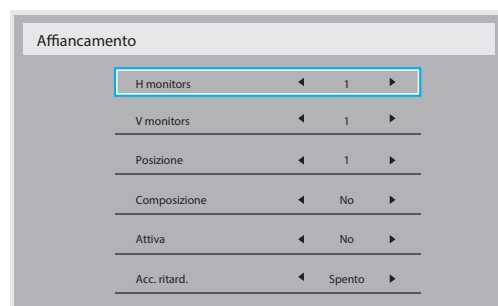 Affiancamento
H monitors 1
V monitors 1
Posizione 1
Composizione No
Attiva No
Acc. ritard. Spento